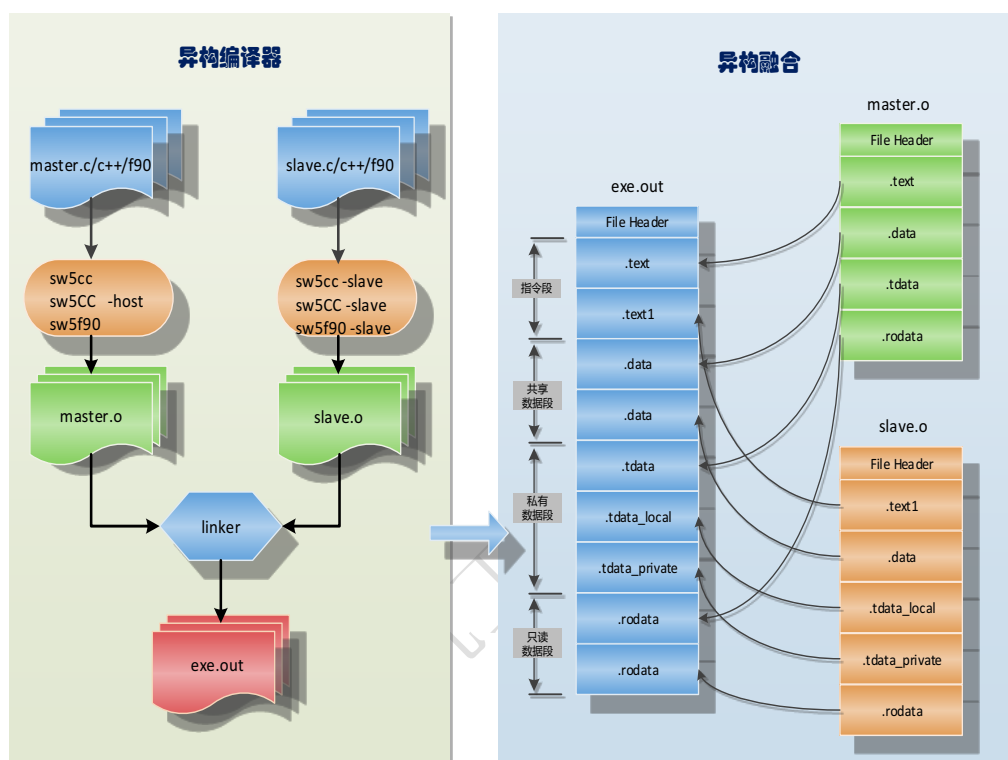 异构编译器
master.c/c++/f90
slave.c/c++/f90
sw5cc
sw5CC -host
sw5f90
sw5cc -slave
sw5CC -slave
sw5f90 -slave
master.o
slave.o
linker
exe.out
异构融合
exe.out
File Header
.text
.text1
.data
.data
.tdata
.tdata_local
.tdata_private
.rodata
.rodata
指令段
共享
数据段
私有
数据段
只读
数据段
master.o
File Header
.text
.data
.tdata
.rodata
slave.o
File Header
.text1
.data
.tdata_local
.tdata_private
.rodata